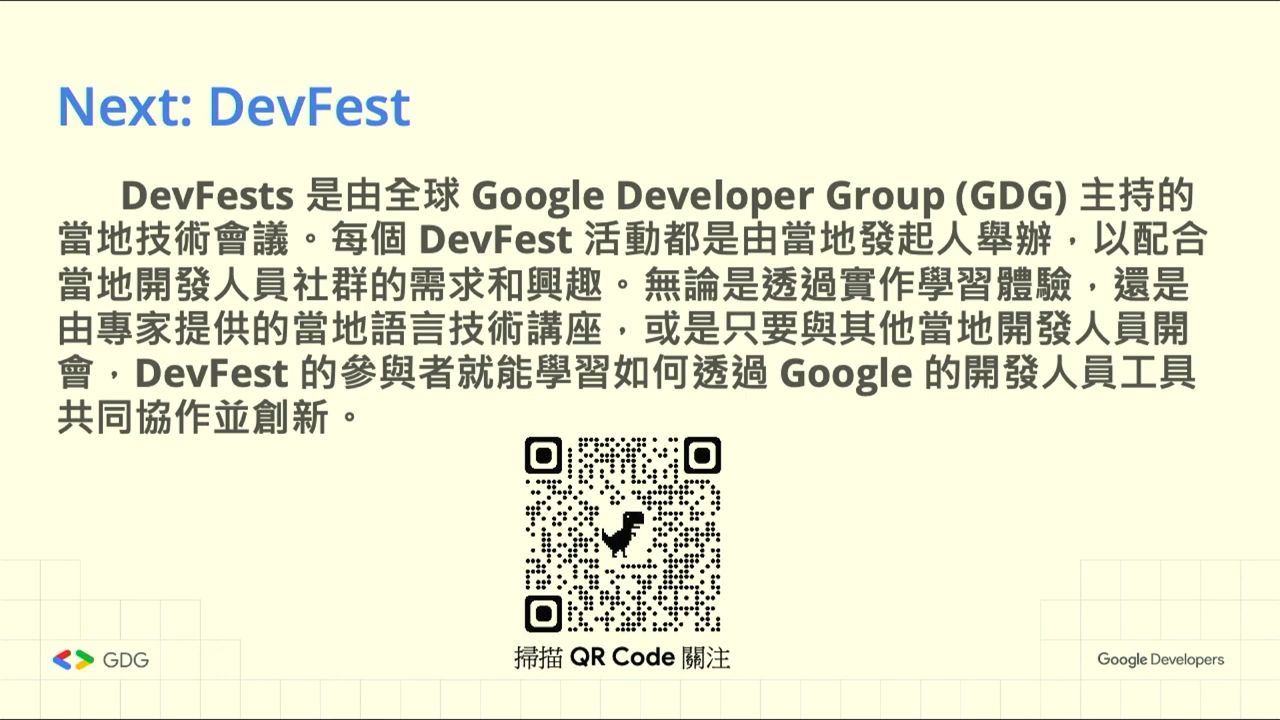 Next: DevFest
DevFests 是由全球 Google Developer Group (GDG) 主持的
當地技術會議。每個 DevFest 活動都是由當地發起人舉辦，以配合
當地開發人員社群的需求和興趣。無論是透過實作學習體驗，還是
由專家提供的當地語言技術講座，或是只要與其他當地開發人員開
會，DevFest 的參與者就能學習如何透過 Google 的開發人員工具
共同協作並創新。
掃描 QR Code 關注
GDG
Google Developers